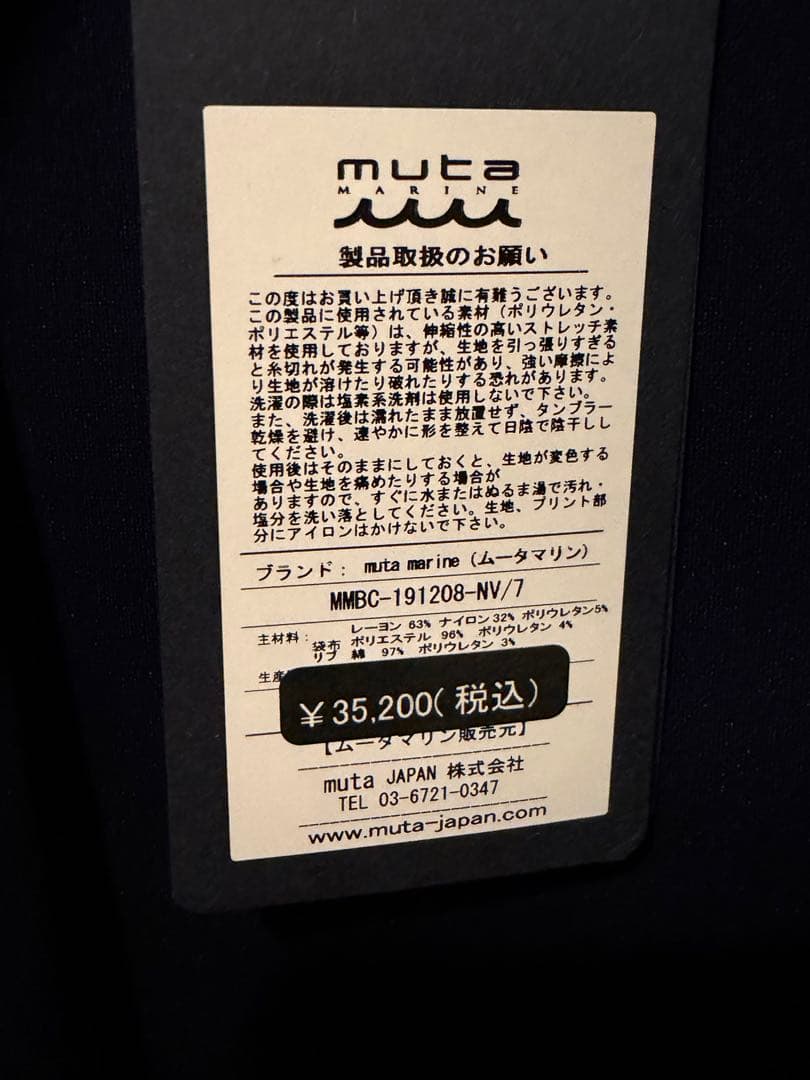 muta
MARINE
製品取扱のお願い
この度はお買い上げ頂き誠に有難うございます。
この製品に使用されている素材（ポリウレタン・
ポリエステル等）は、伸縮性の高いストレッチ素
材を使用しておりますが、生地を引っ張りすぎる
と糸切れが発生する可能性があり、強い摩擦によ
り生地が溶けたり破れたりする恐れがあります。
洗濯の際は塩素系洗剤は使用しないで下さい。
また、洗濯後は濡れたまま放置せず、タンブラー
乾燥を避け、速やかに形を整えて日陰で陰干しし
てください。
使用後はそのままにしておくと、生地が変色する
場合や生地を痛めたりする場合が
ありますので、すぐに水またはぬるま湯で汚れ・
塩分を洗い落としてください。生地、プリント部
分にアイロンはかけないで下さい。
ブランド： muta marine（ムータマリン）
MMBC-191208-NV/7
主材料： レーヨン 63% ナイロン 32% ポリウレタン5%
袋布 ポリエステル 96% ポリウレタン 4%
リブ 綿 97% ポリウレタン 3%
生産
￥35,200(税込)
【ムータマリン販売元】
muta JAPAN 株式会社
TEL 03-6721-0347
www.muta-japan.com